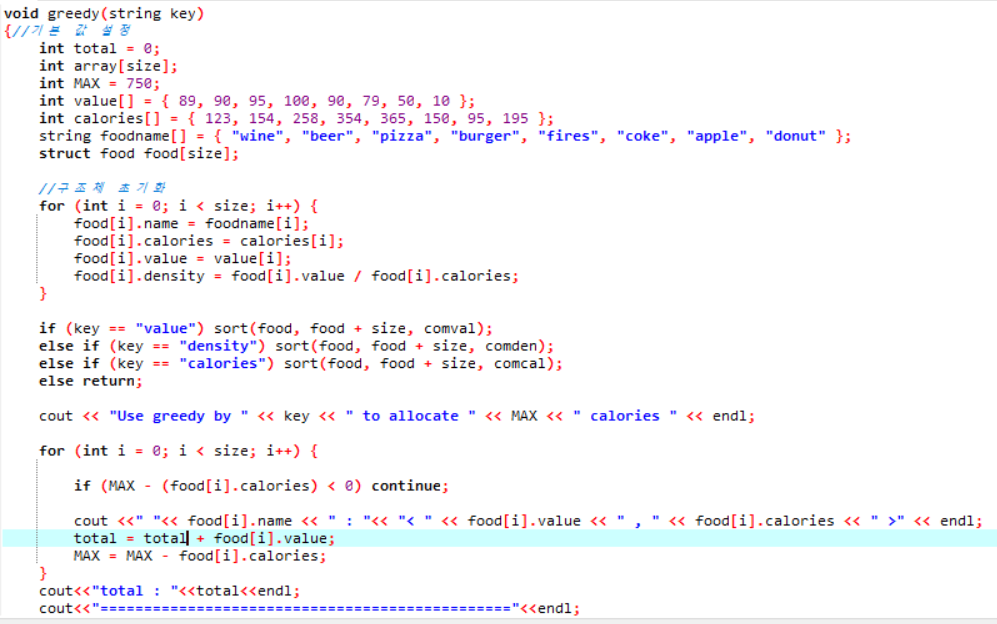 void greedy(string key)
{//기본 값 설정
int total = 0;
int array[size];
int MAX = 750;
int value[] = { 89, 90, 95, 100, 90, 79, 50, 10 };
int calories[] = { 123, 154, 258, 354, 365, 150, 95, 195 };
string foodname[] = { "wine", "beer", "pizza", "burger", "fires", "coke", "apple", "donut" };
struct food food[size];
//구조체 초기화
for (int i = 0; i < size; i++) {
food[i].name = foodname[i];
food[i].calories = calories[i];
food[i].value = value[i];
food[i].density = food[i].value / food[i].calories;
}
if (key == "value") sort(food, food + size, comval);
else if (key == "density") sort(food, food + size, comden);
else if (key == "calories") sort(food, food + size, comcal);
else return;
cout << "Use greedy by " << key << " to allocate " << MAX << " calories " << endl;
for (int i = 0; i < size; i++) {
if (MAX - (food[i].calories) < 0) continue;
cout <<" "<< food[i].name << " : "<< "< " << food[i].value << " , " << food[i].calories << " >" << endl;
total = total + food[i].value;
MAX = MAX - food[i].calories;
}
cout<<"total : "<<total<<endl;
cout<<"==============================================="<<endl;